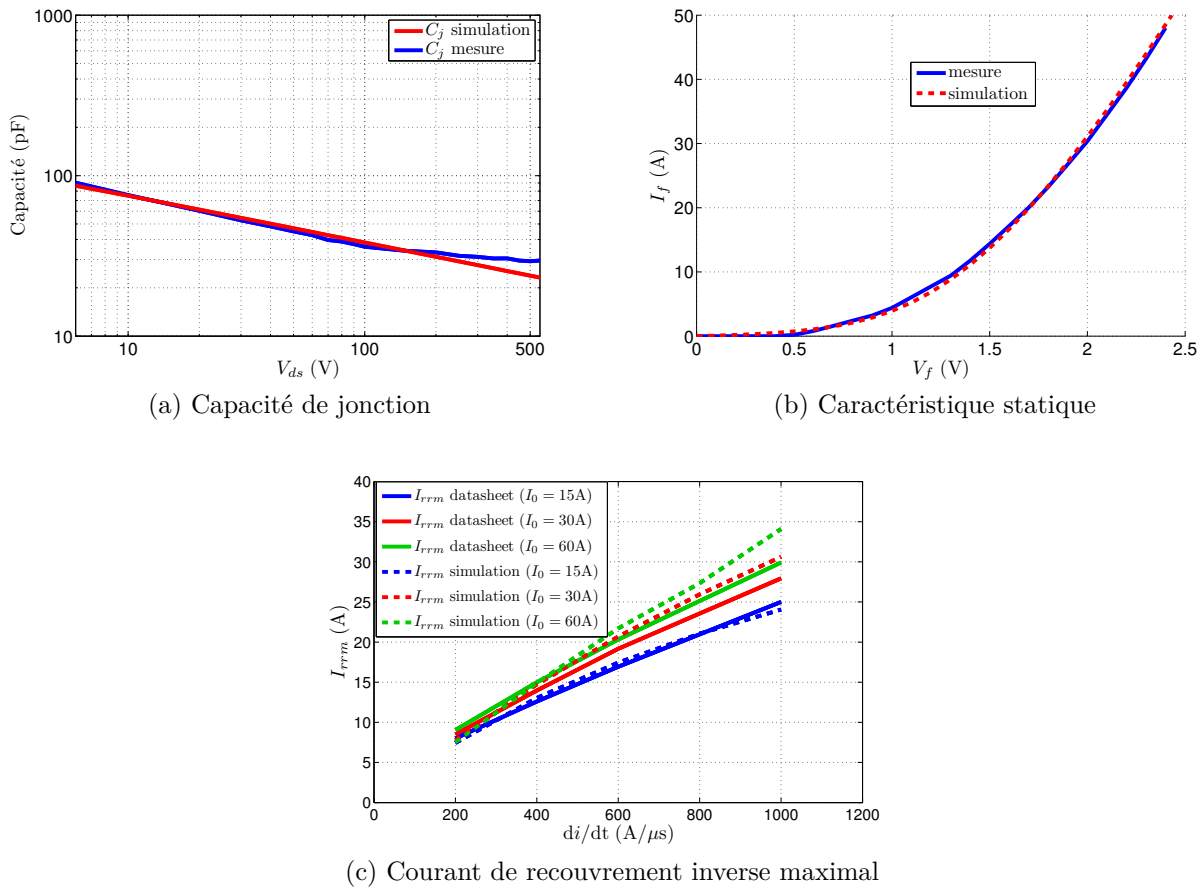 1000
100
10
Capacité (pF)
C_j simulation
C_j mesure
10
100
500
V_ds (V)
(a) Capacité de jonction
50
40
30
20
10
0
I_f (A)
mesure
simulation
0
0.5
1
1.5
2
2.5
V_f (V)
(b) Caractéristique statique
40
35
30
25
20
15
10
5
0
I_rrm (A)
I_rrm datasheet (I_0 = 15A)
I_rrm datasheet (I_0 = 30A)
I_rrm datasheet (I_0 = 60A)
I_rrm simulation (I_0 = 15A)
I_rrm simulation (I_0 = 30A)
I_rrm simulation (I_0 = 60A)
0
200
400
600
800
1000
1200
di/dt (A/μs)
(c) Courant de recouvrement inverse maximal